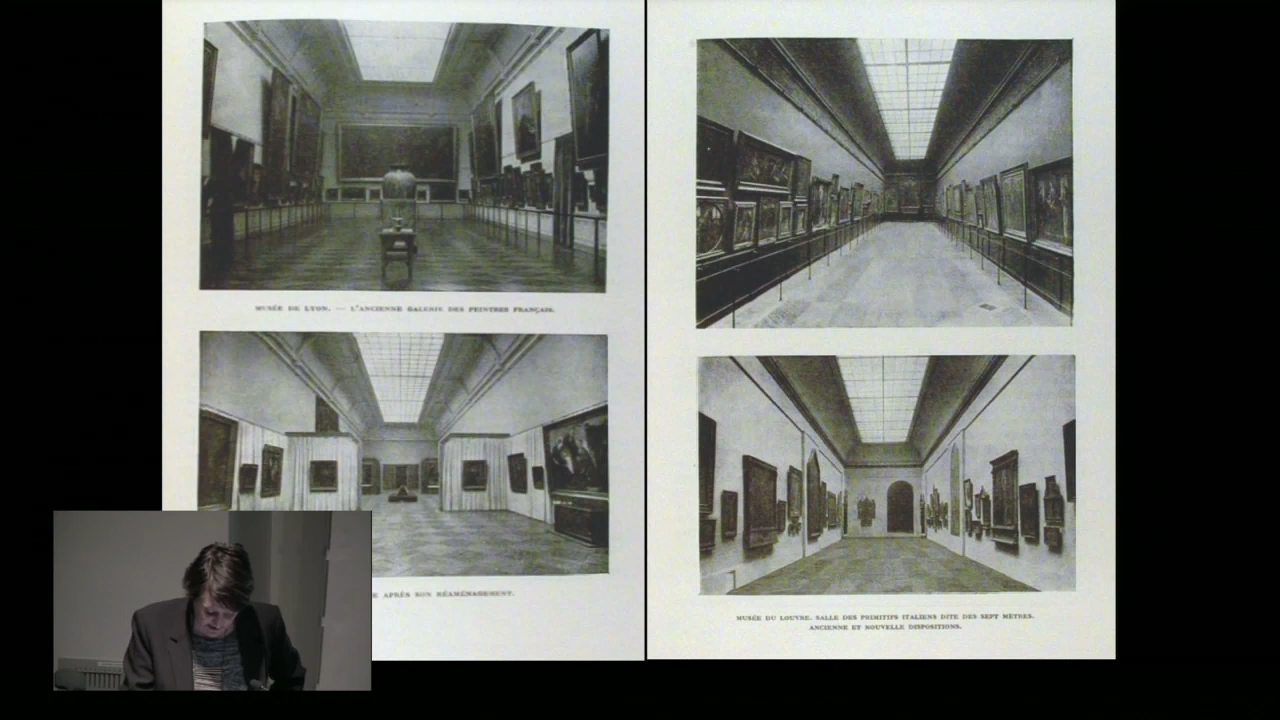 MUSÉE DE LYON. — L'ANCIENNE GALERIE DES PEINTRES FRANÇAIS.
E APRÈS SON RÉAMÉNAGEMENT.
MUSÉE DU LOUVRE. SALLE DES PRIMITIFS ITALIENS DITE DES SEPT MÈTRES.
ANCIENNE ET NOUVELLE DISPOSITIONS.